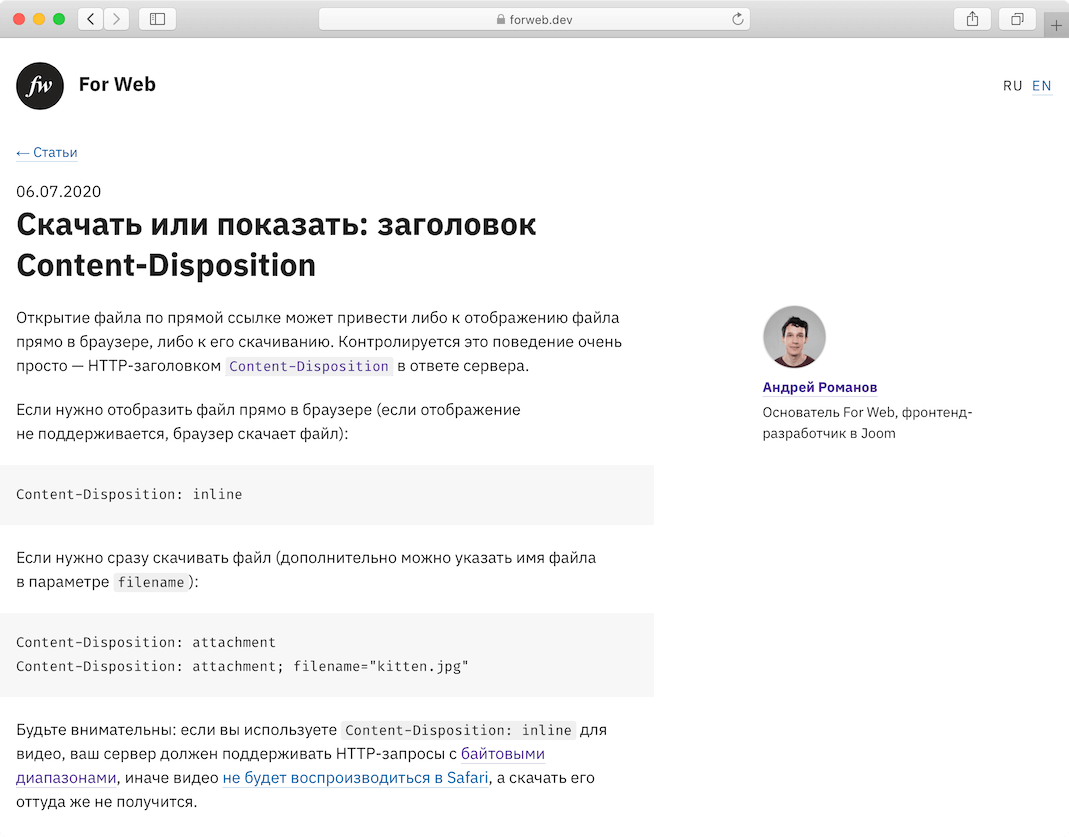 forweb.dev
fw
For Web
RU EN
← Статьи
06.07.2020
Скачать или показать: заголовок
Content-Disposition
Открытие файла по прямой ссылке может привести либо к отображению файла
прямо в браузере, либо к его скачиванию. Контролируется это поведение очень
просто — HTTP-заголовком Content-Disposition в ответе сервера.
Если нужно отобразить файл прямо в браузере (если отображение
не поддерживается, браузер скачает файл):
Content-Disposition: inline
Если нужно сразу скачивать файл (дополнительно можно указать имя файла
в параметре filename):
Content-Disposition: attachment
Content-Disposition: attachment; filename="kitten.jpg"
Будьте внимательны: если вы используете Content-Disposition: inline для
видео, ваш сервер должен поддерживать HTTP-запросы с байтовыми
диапазонами, иначе видео не будет воспроизводиться в Safari, а скачать его
оттуда же не получится.
Андрей Романов
Основатель For Web, фронтенд-
разработчик в Joom